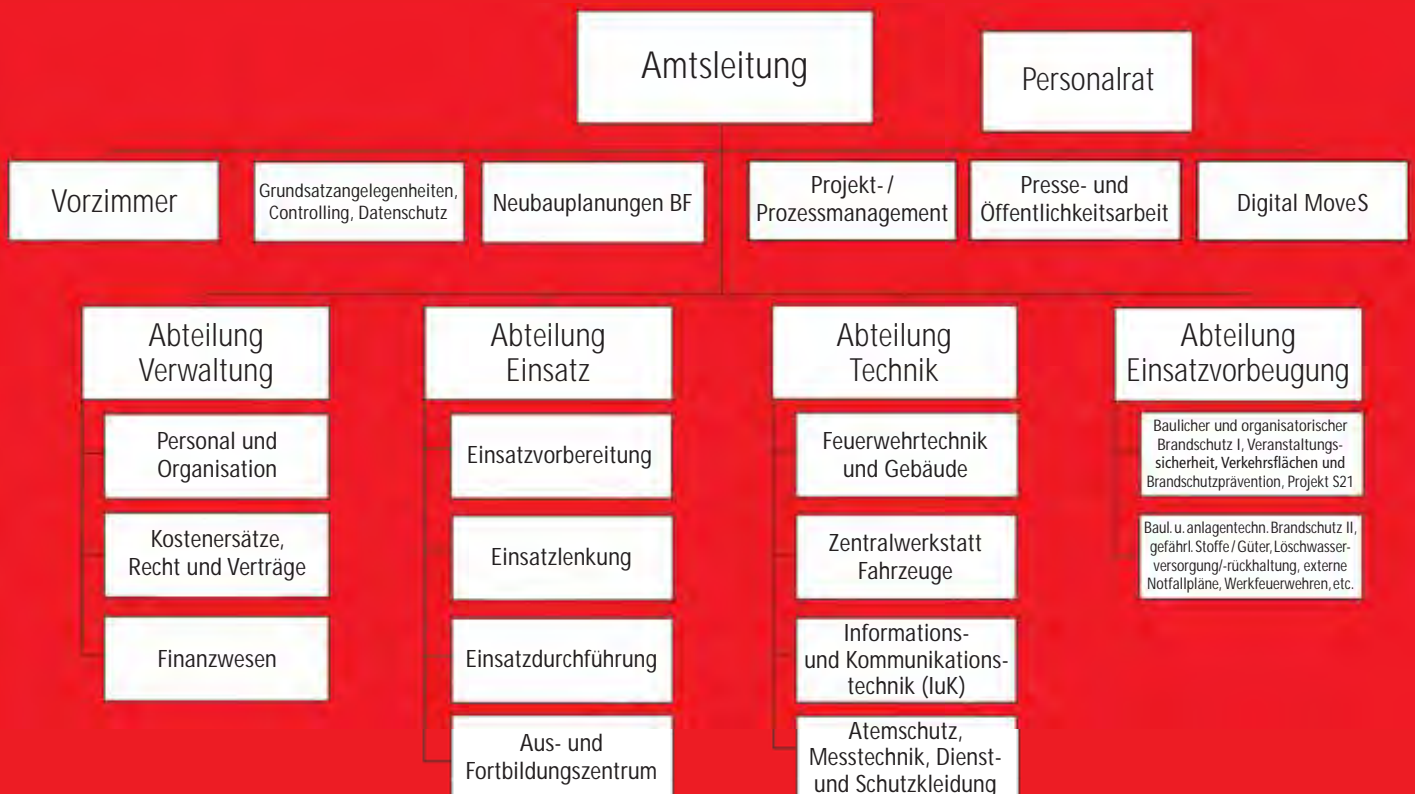 Amtsleitung
Personalrat
Vorzimmer
Grundsatzangelegenheiten,
Controlling, Datenschutz
Neubauplanungen BF
Projekt- /
Prozessmanagement
Presse- und
Öffentlichkeitsarbeit
Digital MoveS
Abteilung
Verwaltung
Personal und
Organisation
Kostenersätze,
Recht und Verträge
Finanzwesen
Abteilung
Einsatz
Einsatzvorbereitung
Einsatzlenkung
Einsatzdurchführung
Aus- und
Fortbildungszentrum
Abteilung
Technik
Feuerwehrtechnik
und Gebäude
Zentralwerkstatt
Fahrzeuge
Informations-
und Kommunikations-
technik (IuK)
Atemschutz,
Messtechnik, Dienst-
und Schutzkleidung
Abteilung
Einsatzvorbeugung
Baulicher und organisatorischer
Brandschutz I, Veranstaltungs-
sicherheit, Verkehrsflächen und
Brandschutzprävention, Projekt S21
Baul. u. anlagentechn. Brandschutz II,
gefährl. Stoffe / Güter, Löschwasser-
versorgung/-rückhaltung, externe
Notfallpläne, Werkfeuerwehren, etc.